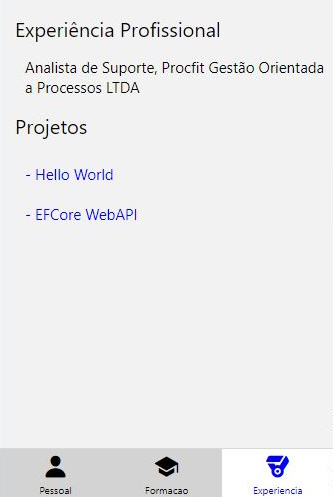 Experiência Profissional
Analista de Suporte, Procfit Gestão Orientada
a Processos LTDA
Projetos
- Hello World
- EFCore WebAPI
Pessoal
Formacao
Experiencia